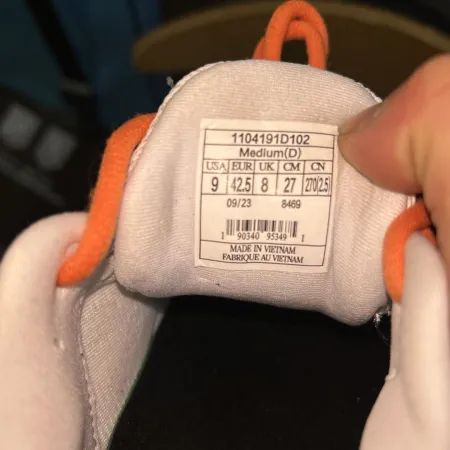 1104191D102
Medium(D)
USA EUR UK CM CN
9 42.5 8 27 270(2.5)
09/23 8469
1 90340 95349 1
MADE IN VIETNAM
FABRIQUE AU VIETNAM